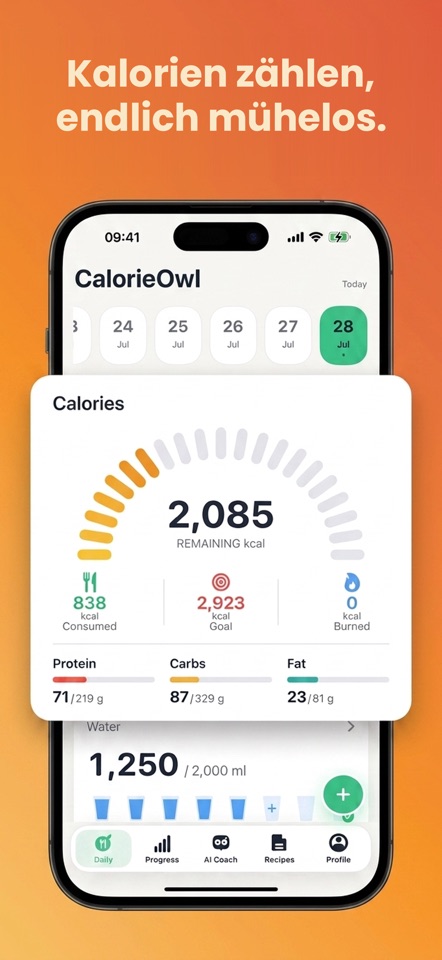 Kalorien zählen,
endlich mühelos.
09:41
CalorieOwl
Today
3 24 25 26 27 28
Jul Jul Jul Jul Jul
Calories
2,085
REMAINING kcal
838 2,923 0
kcal kcal kcal
Consumed Goal Burned
Protein Carbs Fat
71/219 g 87/329 g 23/81 g
Water
1,250 / 2,000 ml
Daily Progress AI Coach Recipes Profile